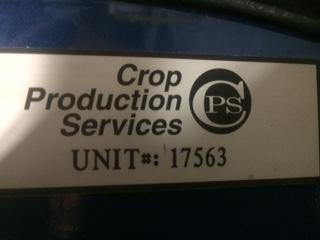 Crop
Production
Services
CPS
UNIT#: 17563